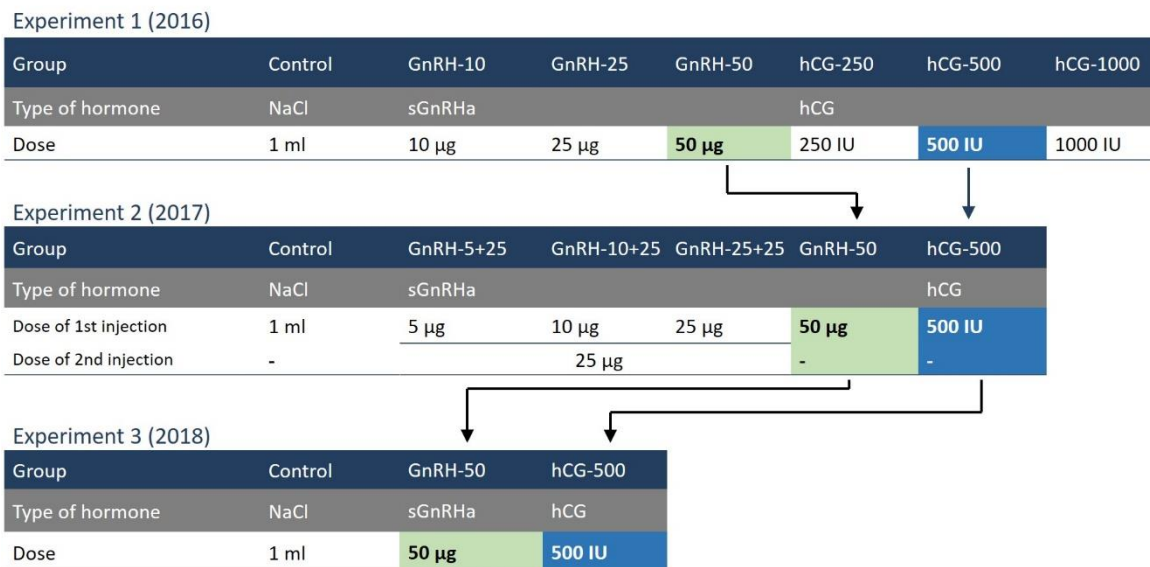 Experiment 1 (2016)
Group Control GnRH-10 GnRH-25 GnRH-50 hCG-250 hCG-500 hCG-1000
Type of hormone NaCl sGnRHa hCG
Dose 1 ml 10 µg 25 µg 50 µg 250 IU 500 IU 1000 IU
Experiment 2 (2017)
Group Control GnRH-5+25 GnRH-10+25 GnRH-25+25 GnRH-50 hCG-500
Type of hormone NaCl sGnRHa hCG
Dose of 1st injection 1 ml 5 µg 10 µg 25 µg 50 µg 500 IU
Dose of 2nd injection - 25 µg - -
Experiment 3 (2018)
Group Control GnRH-50 hCG-500
Type of hormone NaCl sGnRHa hCG
Dose 1 ml 50 µg 500 IU